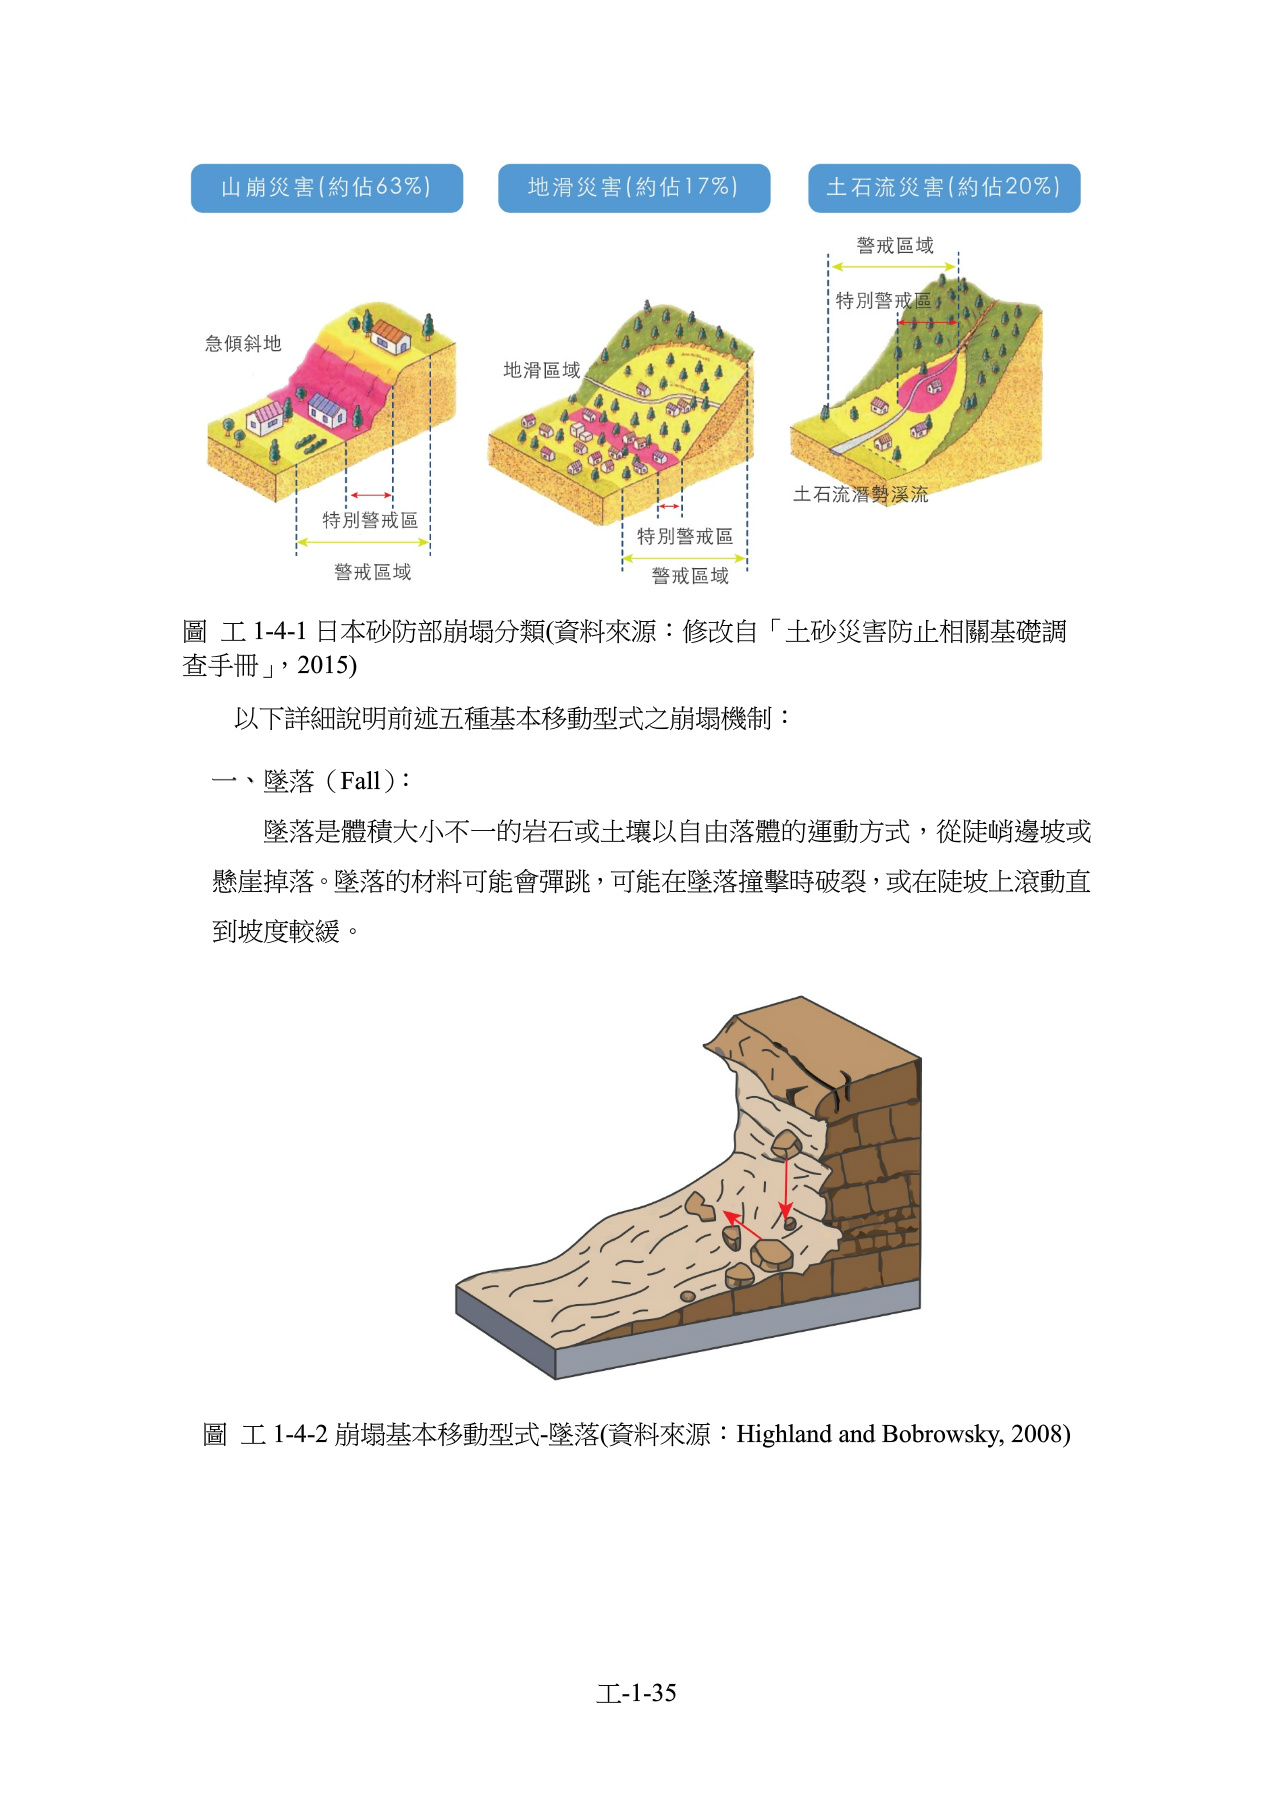 山崩災害(約佔63%)
地滑災害(約佔17%)
土石流災害(約佔20%)
急傾斜地
特別警戒區
警戒區域
地滑區域
特別警戒區
警戒區域
警戒區域
特別警戒區
土石流潛勢溪流
圖 工 1-4-1 日本砂防部崩塌分類(資料來源：修改自「土砂災害防止相關基礎調
查手冊」，2015)
以下詳細說明前述五種基本移動型式之崩塌機制：
一、墜落（Fall）：
墜落是體積大小不一的岩石或土壤以自由落體的運動方式，從陡峭邊坡或
懸崖掉落。墜落的材料可能會彈跳，可能在墜落撞擊時破裂，或在陡坡上滾動直
到坡度較緩。
圖 工 1-4-2 崩塌基本移動型式-墜落(資料來源：Highland and Bobrowsky, 2008)
工-1-35